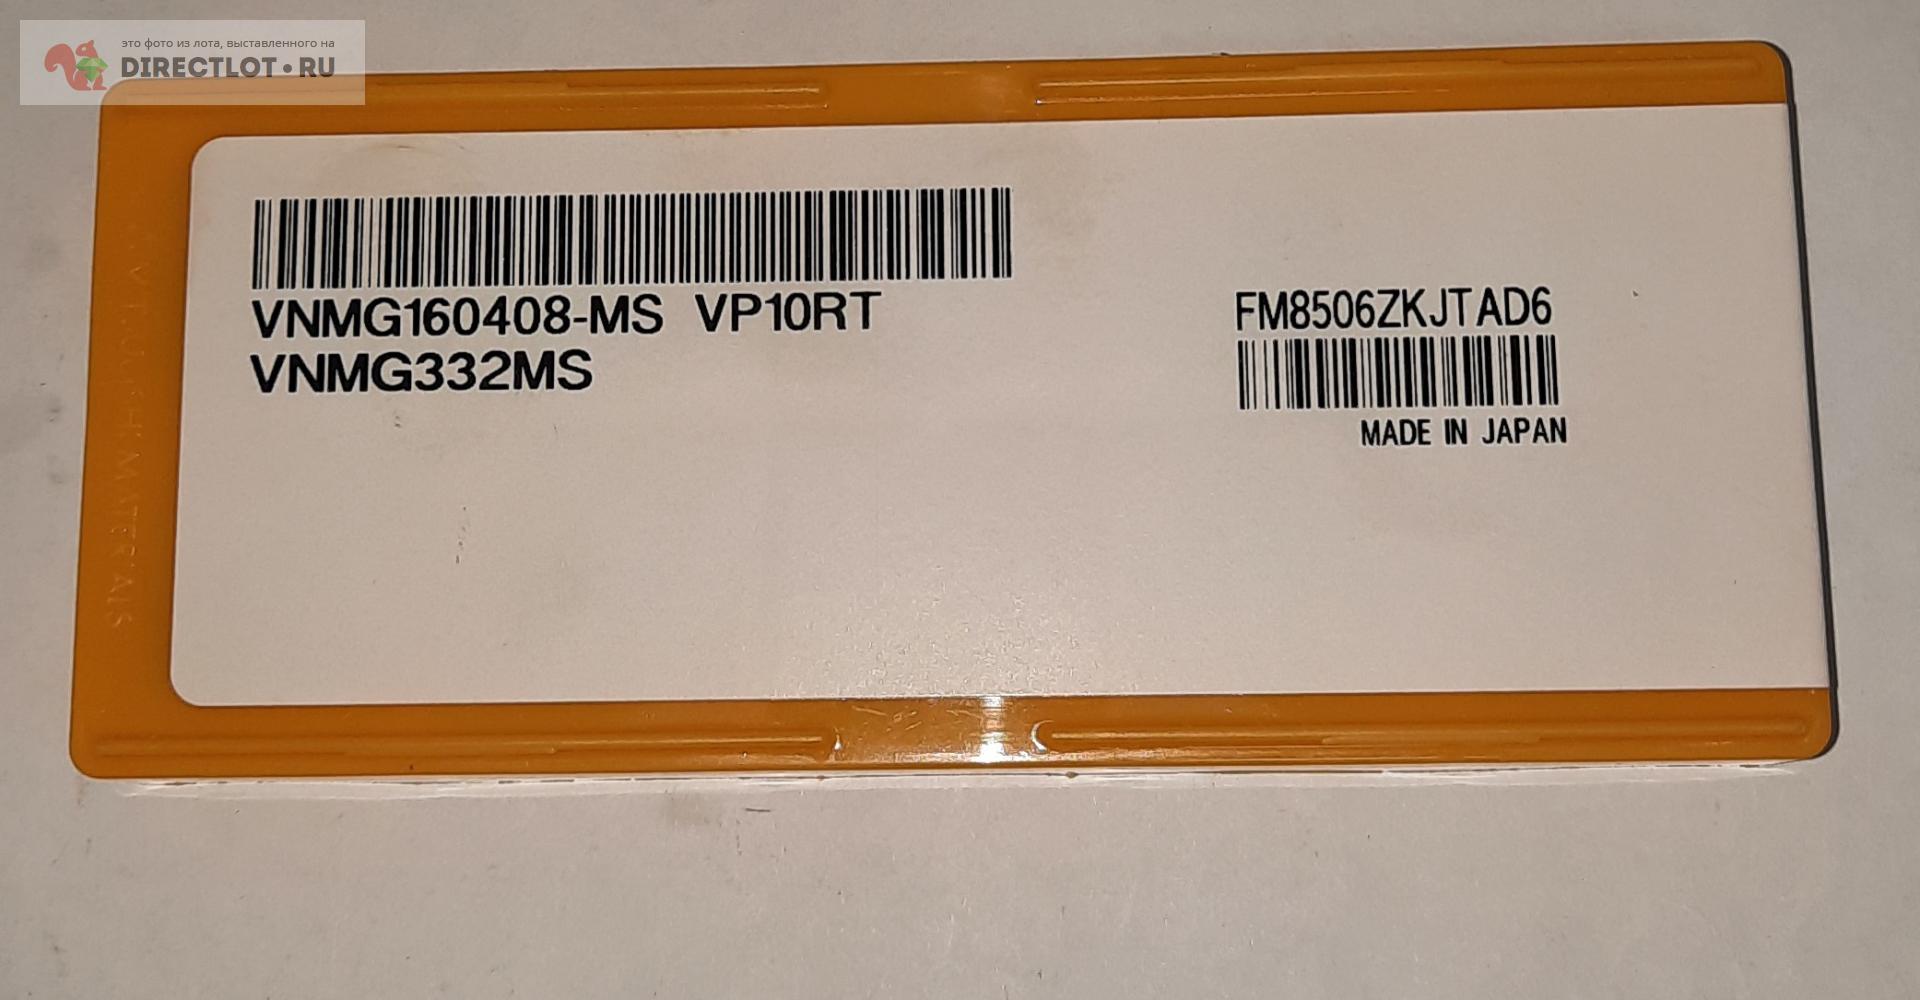 это фото из лота, выставленного на
DIRECTLOT•RU
VNMG160408-MS VP10RT
VNMG332MS
FM8506ZKJTAD6
MADE IN JAPAN